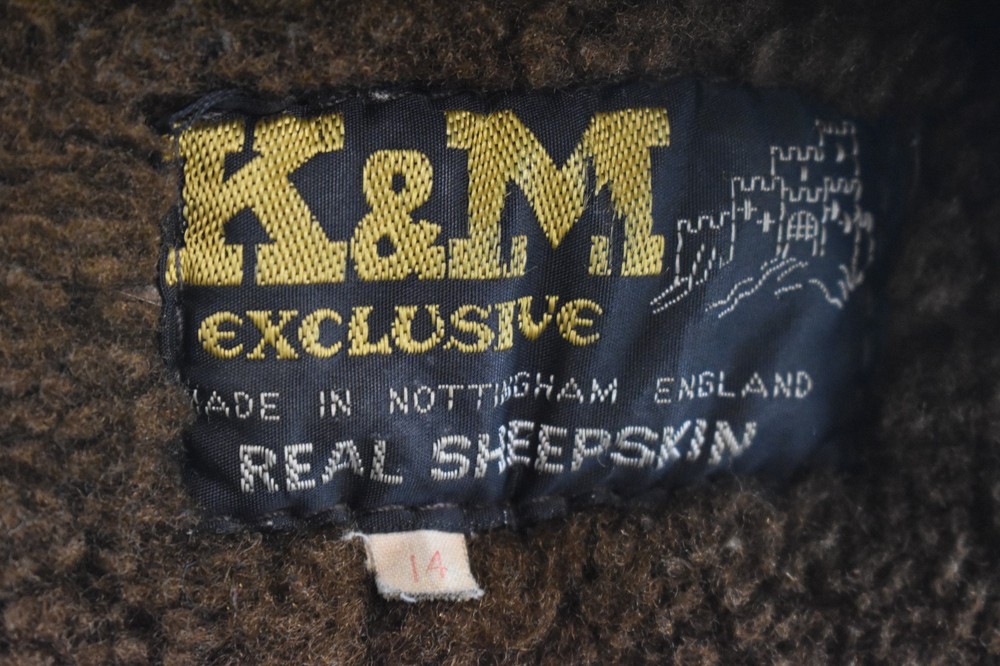 K&M
EXCLUSIVE
MADE IN NOTTINGHAM ENGLAND
REAL SHEEPSKIN
14